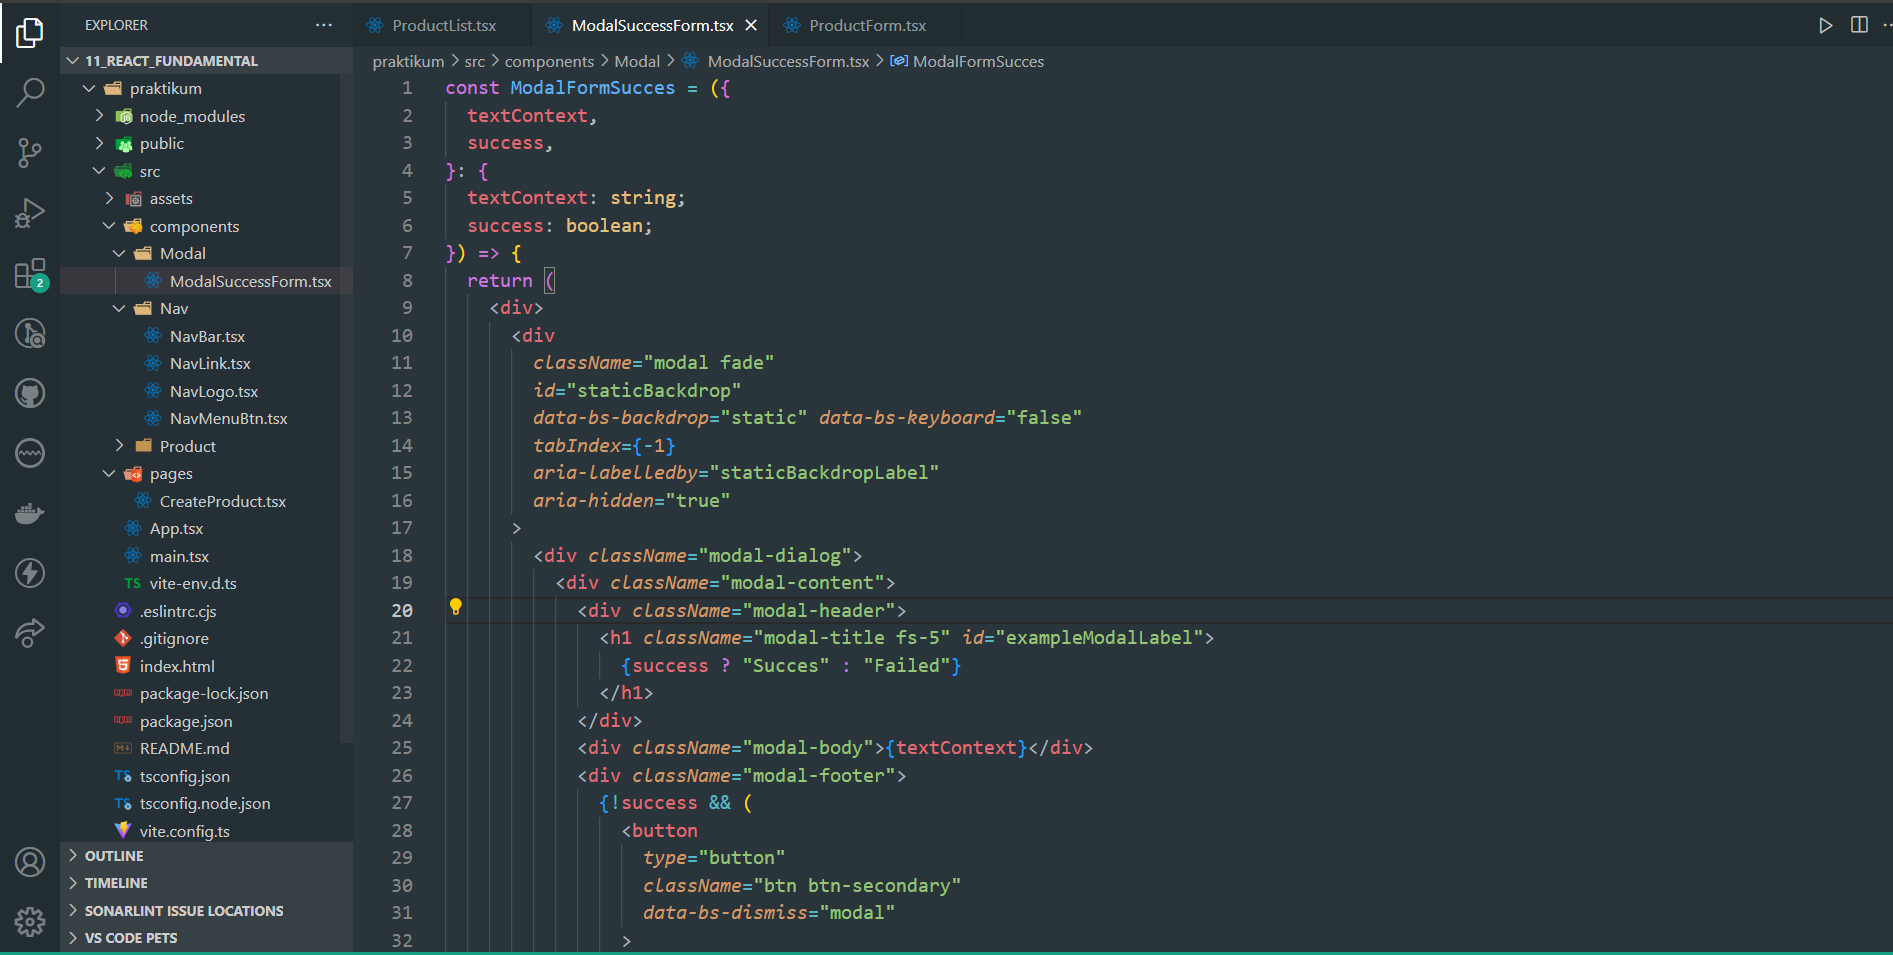 EXPLORER
ProductList.tsx
ModalSuccessForm.tsx
ProductForm.tsx
11_REACT_FUNDAMENTAL
praktikum
node_modules
public
src
assets
components
Modal
ModalSuccessForm.tsx
Nav
NavBar.tsx
NavLink.tsx
NavLogo.tsx
NavMenuBtn.tsx
Product
pages
CreateProduct.tsx
App.tsx
main.tsx
TS vite-env.d.ts
.eslintrc.cjs
.gitignore
index.html
package-lock.json
package.json
README.md
TS tsconfig.json
TS tsconfig.node.json
vite.config.ts
OUTLINE
TIMELINE
SONARLINT ISSUE LOCATIONS
VS CODE PETS
2
praktikum > src > components > Modal > ModalSuccessForm.tsx > ModalFormSucces
1 const ModalFormSucces = ({
2 textContext,
3 success,
4 }: {
5 textContext: string;
6 success: boolean;
7 }) => {
8 return (
9 <div>
10 <div
11 className="modal fade"
12 id="staticBackdrop"
13 data-bs-backdrop="static" data-bs-keyboard="false"
14 tabIndex={-1}
15 aria-labelledby="staticBackdropLabel"
16 aria-hidden="true"
17 >
18 <div className="modal-dialog">
19 <div className="modal-content">
20 <div className="modal-header">
21 <h1 className="modal-title fs-5" id="exampleModalLabel">
22 {success ? "Succes" : "Failed"}
23 </h1>
24 </div>
25 <div className="modal-body">{textContext}</div>
26 <div className="modal-footer">
27 {!success && (
28 <button
29 type="button"
30 className="btn btn-secondary"
31 data-bs-dismiss="modal"
32 >